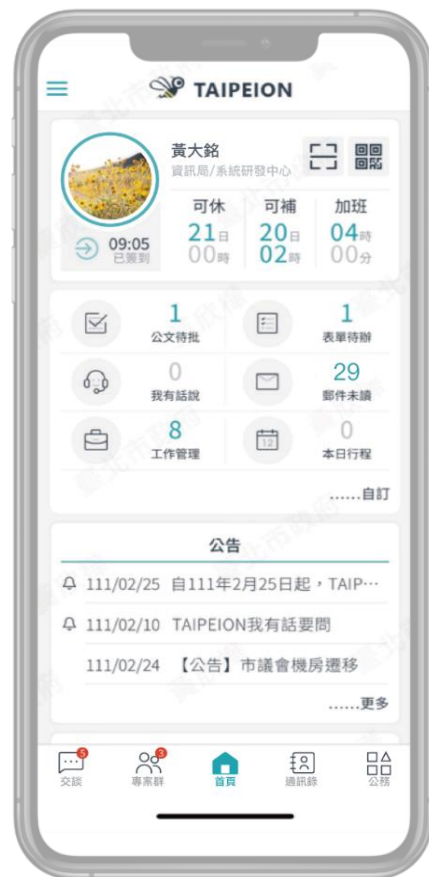 TAIPEION
黃大銘
資訊局/系統研發中心
可休 可補 加班
21日 20日 04時
00時 02時 00分
09:05
已簽到
1 1
公文待批 表單待辦
0 29
我有話說 郵件未讀
8 12 0
工作管理 本日行程
......自訂
公告
111/02/25 自111年2月25日起，TAIP⋯
111/02/10 TAIPEION我有話要問
111/02/24 【公告】市議會機房遷移
......更多
5 3
交談 專案群 首頁 通訊錄 公務